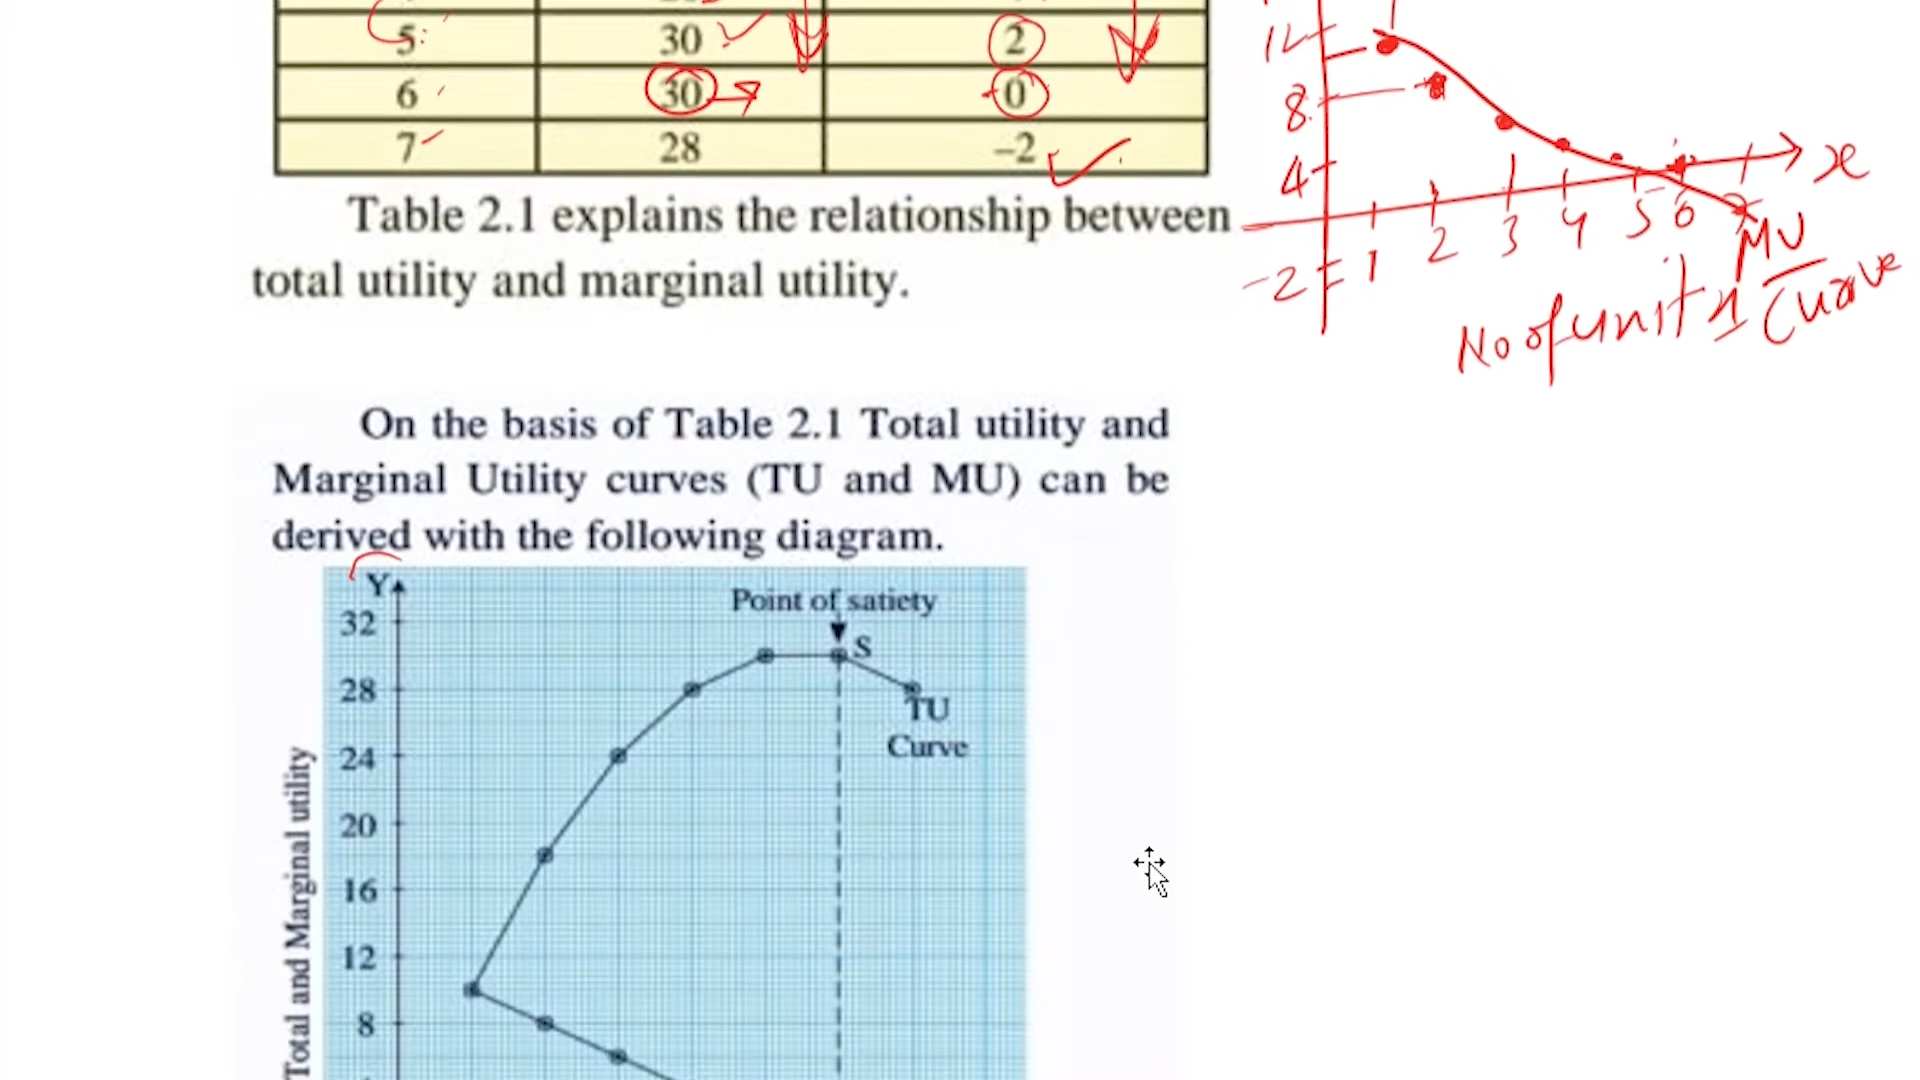 5 30 2
6 30 0
7 28 -2
Table 2.1 explains the relationship between
total utility and marginal utility.
12
8
4
-2
1 2 3 4 5 6 7
x
MU
Curve
No of units
On the basis of Table 2.1 Total utility and
Marginal Utility curves (TU and MU) can be
derived with the following diagram.
Y
Point of satiety
S
32
28
24
20
16
12
8
TU
Curve
Total and Marginal utility